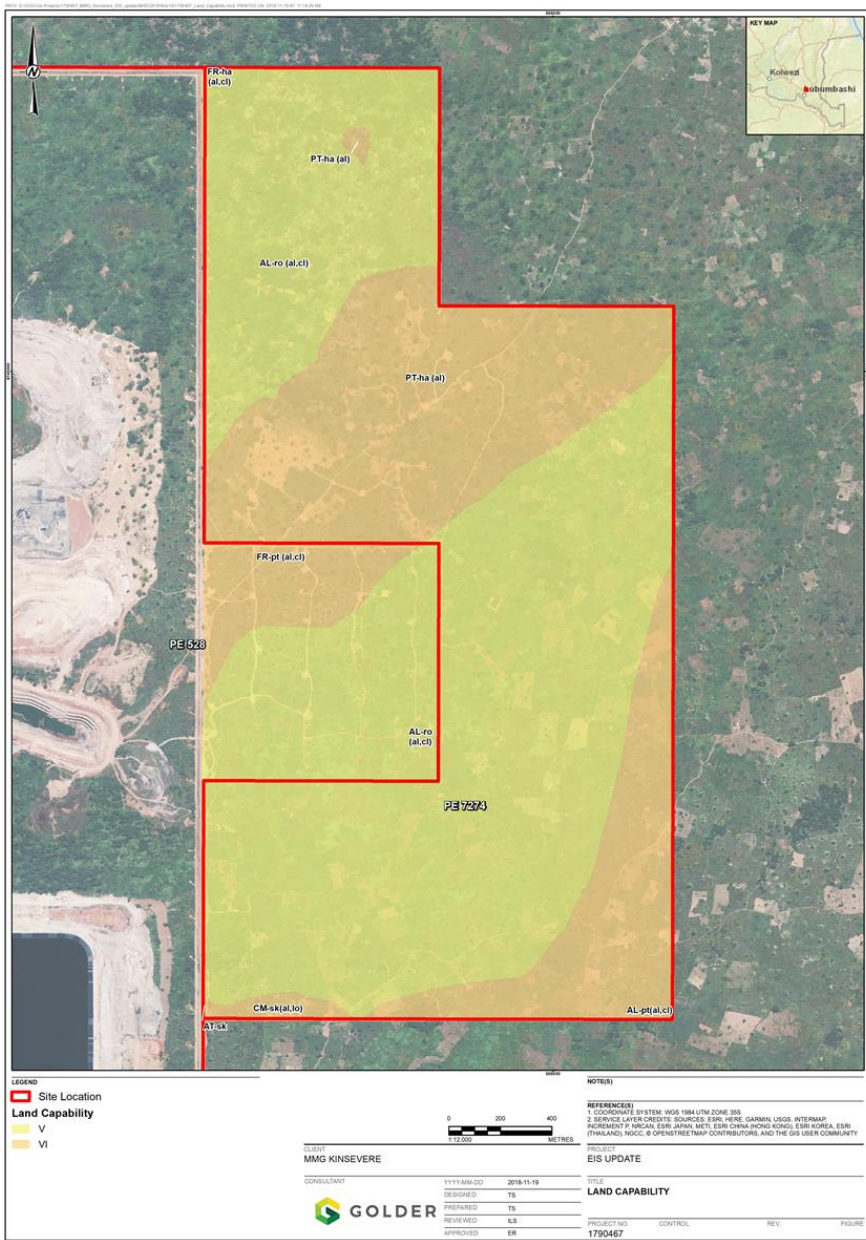 KEY MAP
Kolwezi
ubumbashi
N
FR-ha
(al,cl)
PT-ha (al)
AL-ro (al,cl)
PT-ha (al)
FR-pt (al,cl)
PE 528
AL-ro
(al,cl)
PE 7274
CM-sk(al,lo)
AL-pt(al,cl)
AT-sk
LEGEND
Site Location
Land Capability
V
VI
0 200 400
1:12,000 METRES
NOTE(S)
REFERENCE(S)
1. COORDINATE SYSTEM: WGS 1984 UTM ZONE 35S
2. SERVICE LAYER CREDITS: SOURCES: ESRI, HERE, GARMIN, USGS, INTERMAP,
INCREMENT P, NRCAN, ESRI JAPAN, METI, ESRI CHINA (HONG KONG), ESRI KOREA, ESRI
(THAILAND), NGCC, © OPENSTREETMAP CONTRIBUTORS, AND THE GIS USER COMMUNITY
CLIENT
MMG KINSEVERE
PROJECT
EIS UPDATE
CONSULTANT
GOLDER
YYYY-MM-DD 2018-11-19
DESIGNED TS
PREPARED TS
REVIEWED ILS
APPROVED ER
TITLE
LAND CAPABILITY
PROJECT NO. CONTROL REV. FIGURE
1790467